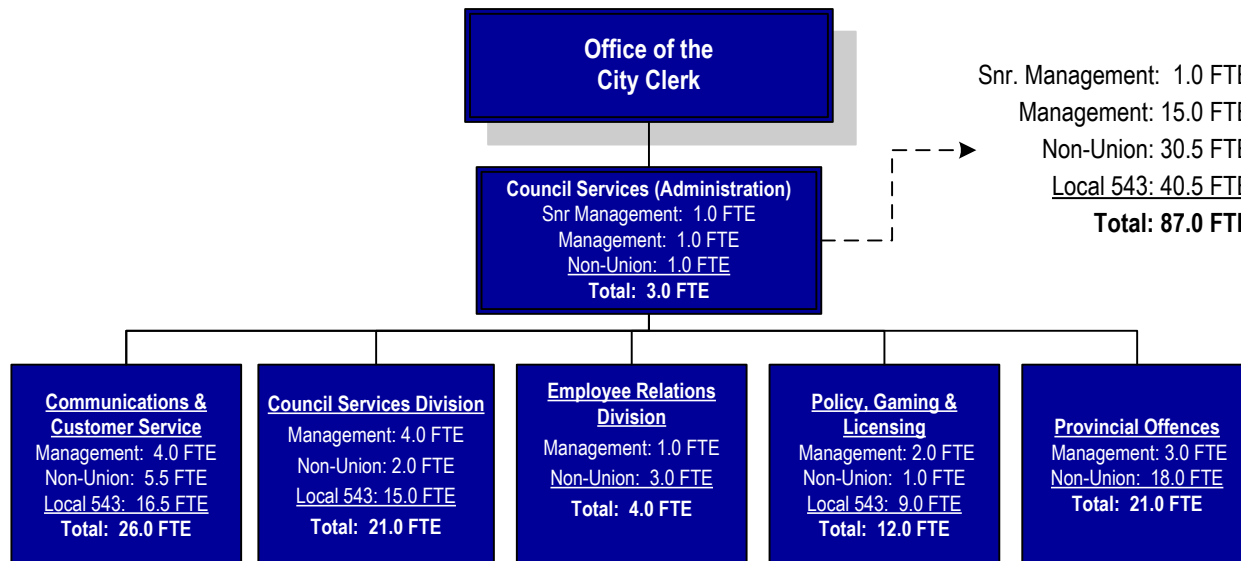 Office of the
City Clerk
Snr. Management: 1.0 FTE
Management: 15.0 FTE
Non-Union: 30.5 FTE
Local 543: 40.5 FTE
Total: 87.0 FTE
Council Services (Administration)
Snr Management: 1.0 FTE
Management: 1.0 FTE
Non-Union: 1.0 FTE
Total: 3.0 FTE
Communications &
Customer Service
Management: 4.0 FTE
Non-Union: 5.5 FTE
Local 543: 16.5 FTE
Total: 26.0 FTE
Council Services Division
Management: 4.0 FTE
Non-Union: 2.0 FTE
Local 543: 15.0 FTE
Total: 21.0 FTE
Employee Relations
Division
Management: 1.0 FTE
Non-Union: 3.0 FTE
Total: 4.0 FTE
Policy, Gaming &
Licensing
Management: 2.0 FTE
Non-Union: 1.0 FTE
Local 543: 9.0 FTE
Total: 12.0 FTE
Provincial Offences
Management: 3.0 FTE
Non-Union: 18.0 FTE
Total: 21.0 FTE